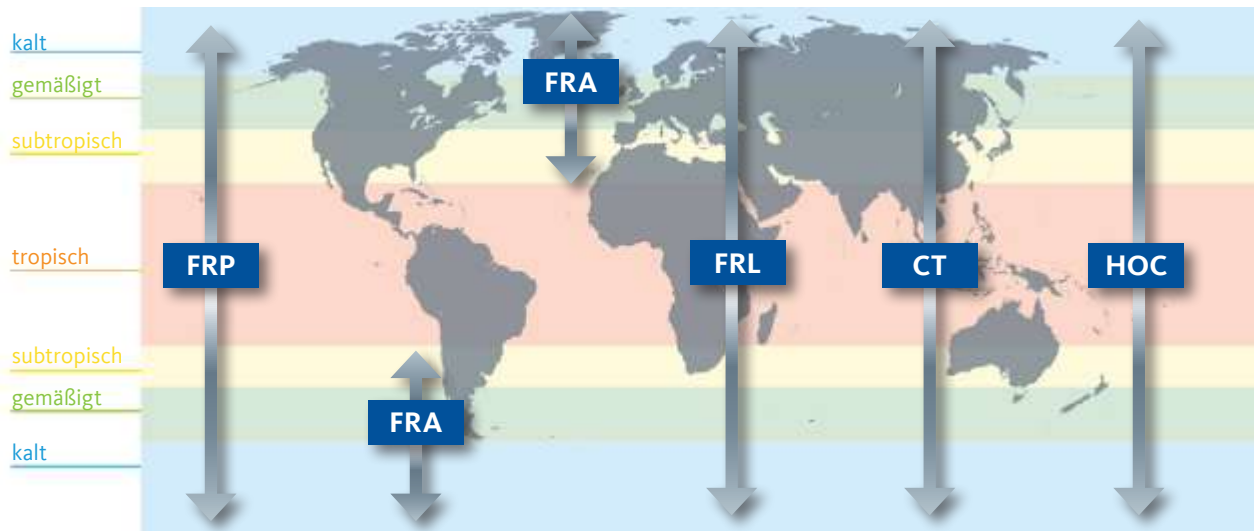 kalt
gemäßigt
subtropisch
tropisch
subtropisch
gemäßigt
kalt
FRA
FRP
FRL
CT
HOC
FRA